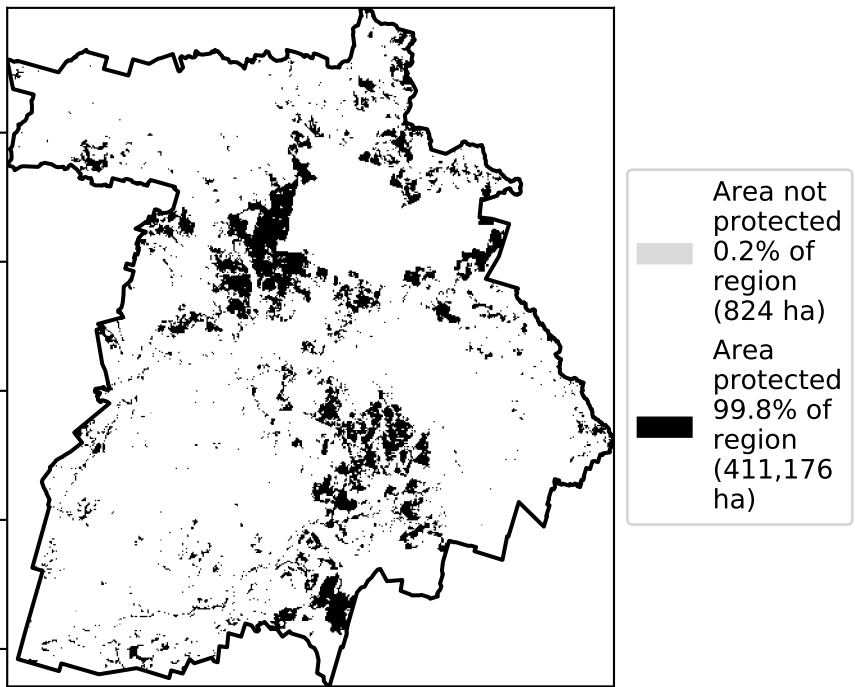 Area not
protected
0.2% of
region
(824 ha)
Area
protected
99.8% of
region
(411,176
ha)